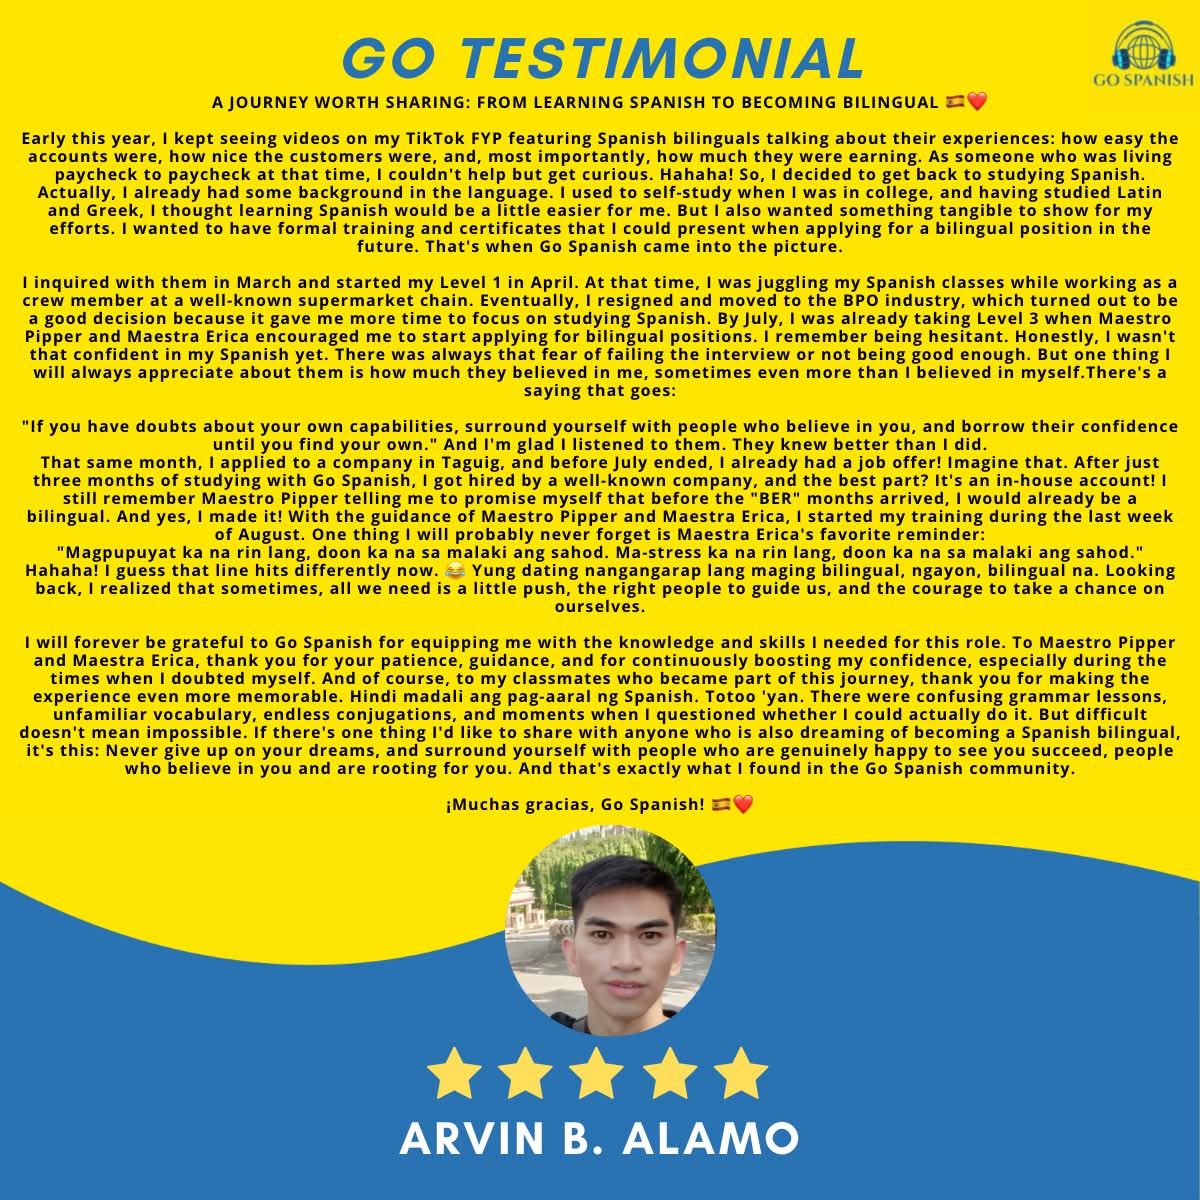 GO TESTIMONIAL
GO SPANISH
A JOURNEY WORTH SHARING: FROM LEARNING SPANISH TO BECOMING BILINGUAL 🇪🇸❤️
Early this year, I kept seeing videos on my TikTok FYP featuring Spanish bilinguals talking about their experiences: how easy the
accounts were, how nice the customers were, and, most importantly, how much they were earning. As someone who was living
paycheck to paycheck at that time, I couldn't help but get curious. Hahaha! So, I decided to get back to studying Spanish.
Actually, I already had some background in the language. I used to self-study when I was in college, and having studied Latin
and Greek, I thought learning Spanish would be a little easier for me. But I also wanted something tangible to show for my
efforts. I wanted to have formal training and certificates that I could present when applying for a bilingual position in the
future. That's when Go Spanish came into the picture.
I inquired with them in March and started my Level 1 in April. At that time, I was juggling my Spanish classes while working as a
crew member at a well-known supermarket chain. Eventually, I resigned and moved to the BPO industry, which turned out to be
a good decision because it gave me more time to focus on studying Spanish. By July, I was already taking Level 3 when Maestro
Pipper and Maestra Erica encouraged me to start applying for bilingual positions. I remember being hesitant. Honestly, I wasn't
that confident in my Spanish yet. There was always that fear of failing the interview or not being good enough. But one thing I
will always appreciate about them is how much they believed in me, sometimes even more than I believed in myself.There's a
saying that goes:
"If you have doubts about your own capabilities, surround yourself with people who believe in you, and borrow their confidence
until you find your own." And I'm glad I listened to them. They knew better than I did.
That same month, I applied to a company in Taguig, and before July ended, I already had a job offer! Imagine that. After just
three months of studying with Go Spanish, I got hired by a well-known company, and the best part? It's an in-house account! I
still remember Maestro Pipper telling me to promise myself that before the "BER" months arrived, I would already be a
bilingual. And yes, I made it! With the guidance of Maestro Pipper and Maestra Erica, I started my training during the last week
of August. One thing I will probably never forget is Maestra Erica's favorite reminder:
"Magpupuyat ka na rin lang, doon ka na sa malaki ang sahod. Ma-stress ka na rin lang, doon ka na sa malaki ang sahod."
Hahaha! I guess that line hits differently now. 😂 Yung dating nangangarap lang maging bilingual, ngayon, bilingual na. Looking
back, I realized that sometimes, all we need is a little push, the right people to guide us, and the courage to take a chance on
ourselves.
I will forever be grateful to Go Spanish for equipping me with the knowledge and skills I needed for this role. To Maestro Pipper
and Maestra Erica, thank you for your patience, guidance, and for continuously boosting my confidence, especially during the
times when I doubted myself. And of course, to my classmates who became part of this journey, thank you for making the
experience even more memorable. Hindi madali ang pag-aaral ng Spanish. Totoo 'yan. There were confusing grammar lessons,
unfamiliar vocabulary, endless conjugations, and moments when I questioned whether I could actually do it. But difficult
doesn't mean impossible. If there's one thing I'd like to share with anyone who is also dreaming of becoming a Spanish bilingual,
it's this: Never give up on your dreams, and surround yourself with people who are genuinely happy to see you succeed, people
who believe in you and are rooting for you. And that's exactly what I found in the Go Spanish community.
¡Muchas gracias, Go Spanish! 🇪🇸❤️
ARVIN B. ALAMO